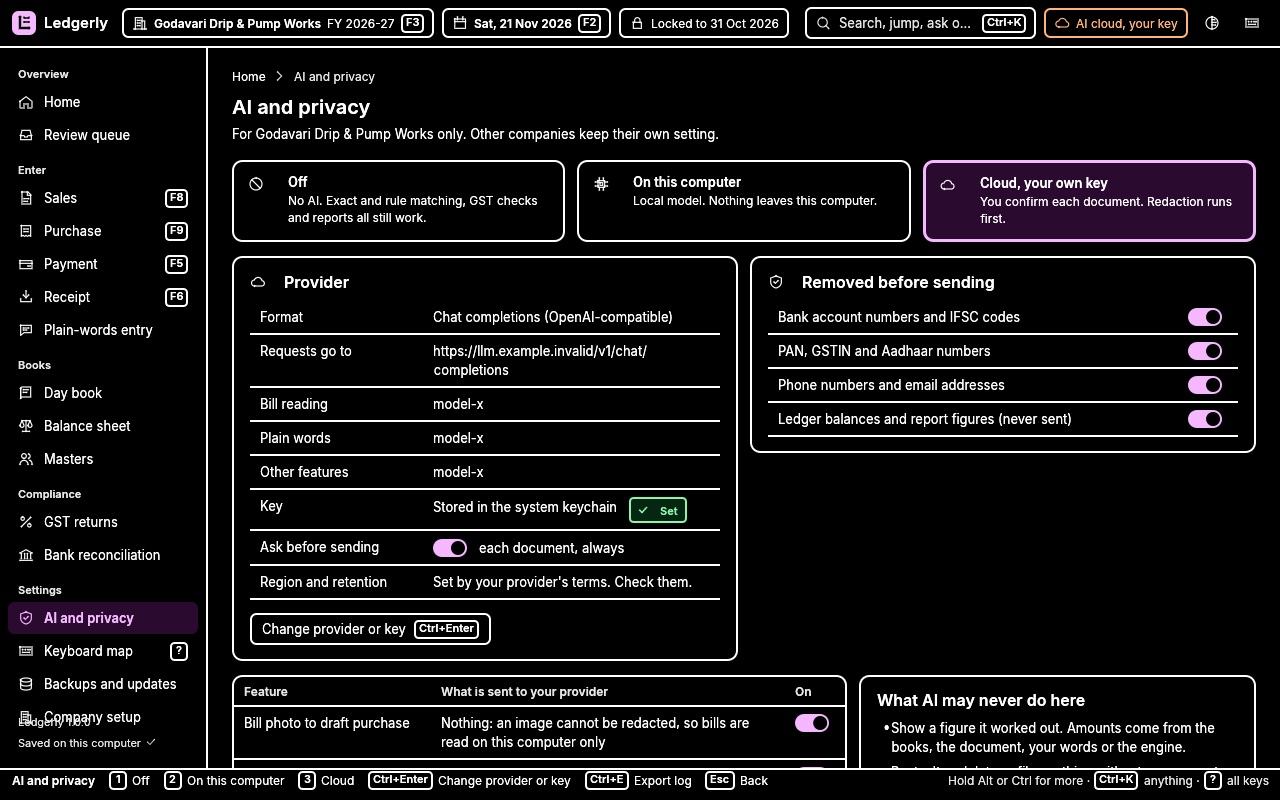 Ledgerly
Godavari Drip & Pump Works FY 2026-27 F3
Sat, 21 Nov 2026 F2
Locked to 31 Oct 2026
Search, jump, ask o... Ctrl+K
AI cloud, your key
Overview
Home
Review queue
Enter
Sales F8
Purchase F9
Payment F5
Receipt F6
Plain-words entry
Books
Day book
Balance sheet
Masters
Compliance
GST returns
Bank reconciliation
Settings
AI and privacy
Keyboard map ?
Backups and updates
Company setup
Saved on this computer
Home > AI and privacy
AI and privacy
For Godavari Drip & Pump Works only. Other companies keep their own setting.
Off
No AI. Exact and rule matching, GST checks
and reports all still work.
On this computer
Local model. Nothing leaves this computer.
Cloud, your own key
You confirm each document. Redaction runs
first.
Provider
Format Chat completions (OpenAI-compatible)
Requests go to https://llm.example.invalid/v1/chat/
completions
Bill reading model-x
Plain words model-x
Other features model-x
Key Stored in the system keychain Set
Ask before sending each document, always
Region and retention Set by your provider's terms. Check them.
Change provider or key Ctrl+Enter
Removed before sending
Bank account numbers and IFSC codes
PAN, GSTIN and Aadhaar numbers
Phone numbers and email addresses
Ledger balances and report figures (never sent)
Feature What is sent to your provider On
Bill photo to draft purchase Nothing: an image cannot be redacted, so bills are
read on this computer only
What AI may never do here
•Show a figure it worked out. Amounts come from the
books, the document, your words or the engine.
AI and privacy 1 Off 2 On this computer 3 Cloud Ctrl+Enter Change provider or key Ctrl+E Export log Esc Back
Hold Alt or Ctrl for more · Ctrl+K anything · ? all keys